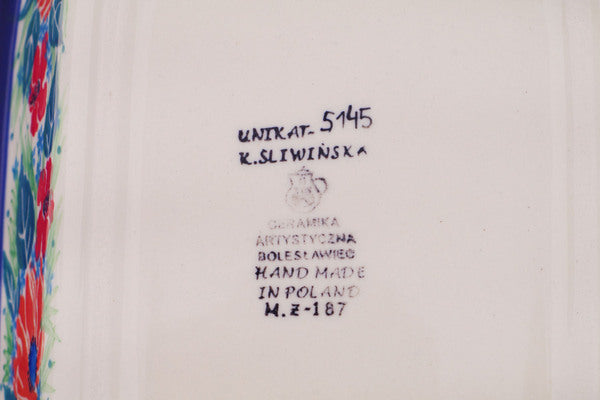 UNIKAT- 5145
K.SLIWIŃSKA
CERAMIKA
ARTYSTYCZNA
BOLESŁAWIEC
HAND MADE
IN POLAND
M.Z-187